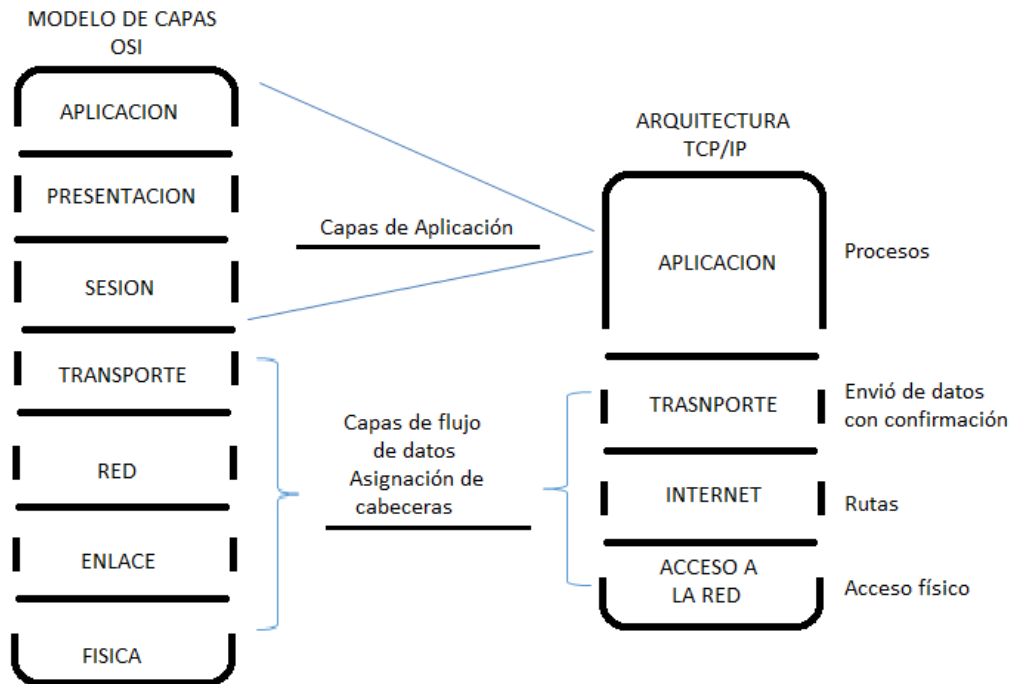 MODELO DE CAPAS
OSI
APLICACION
PRESENTACION
SESION
TRANSPORTE
RED
ENLACE
FISICA
Capas de Aplicación
Capas de flujo
de datos
Asignación de
cabeceras
ARQUITECTURA
TCP/IP
APLICACION
TRASNPORTE
INTERNET
ACCESO A
LA RED
Procesos
Envió de datos
con confirmación
Rutas
Acceso físico